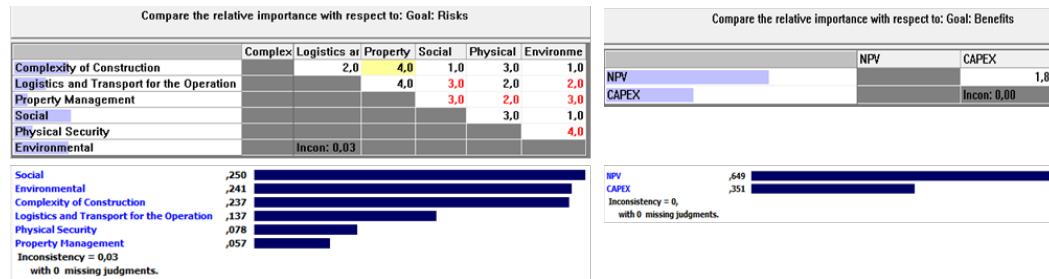 Compare the relative importance with respect to: Goal: Risks
Complex Logistics ar Property Social Physical Environme
Complexity of Construction 2,0 4,0 1,0 3,0 1,0
Logistics and Transport for the Operation 4,0 3,0 2,0 2,0
Property Management 3,0 2,0 3,0
Social 3,0 1,0
Physical Security 4,0
Environmental Incon: 0,03
Social ,250
Environmental ,241
Complexity of Construction ,237
Logistics and Transport for the Operation ,137
Physical Security ,078
Property Management ,057
Inconsistency = 0,03
with 0 missing judgments.
Compare the relative importance with respect to: Goal: Benefits
NPV CAPEX
NPV 1,8
CAPEX Incon: 0,00
NPV ,649
CAPEX ,351
Inconsistency = 0,
with 0 missing judgments.